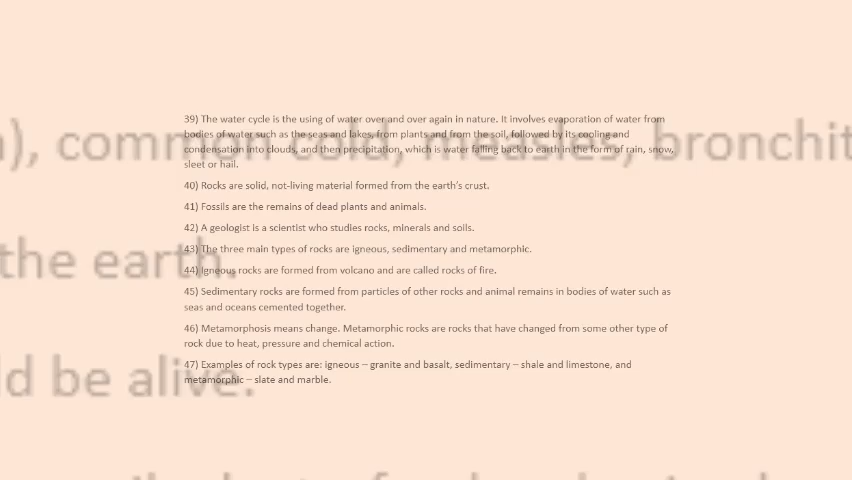 39) The water cycle is the using of water over and over again in nature. It involves evaporation of water from
bodies of water such as the seas and lakes, from plants and from the soil, followed by its cooling and
condensation into clouds, and then precipitation, which is water falling back to earth in the form of rain, snow,
sleet or hail.
40) Rocks are solid, not-living material formed from the earth's crust.
41) Fossils are the remains of dead plants and animals.
42) A geologist is a scientist who studies rocks, minerals and soils.
43) The three main types of rocks are igneous, sedimentary and metamorphic.
44) Igneous rocks are formed from volcano and are called rocks of fire.
45) Sedimentary rocks are formed from particles of other rocks and animal remains in bodies of water such as
seas and oceans cemented together.
46) Metamorphosis means change. Metamorphic rocks are rocks that have changed from some other type of
rock due to heat, pressure and chemical action.
47) Examples of rock types are: igneous – granite and basalt, sedimentary – shale and limestone, and
metamorphic – slate and marble.
), common cold, measles, bronchit
the earth.
d be alive.